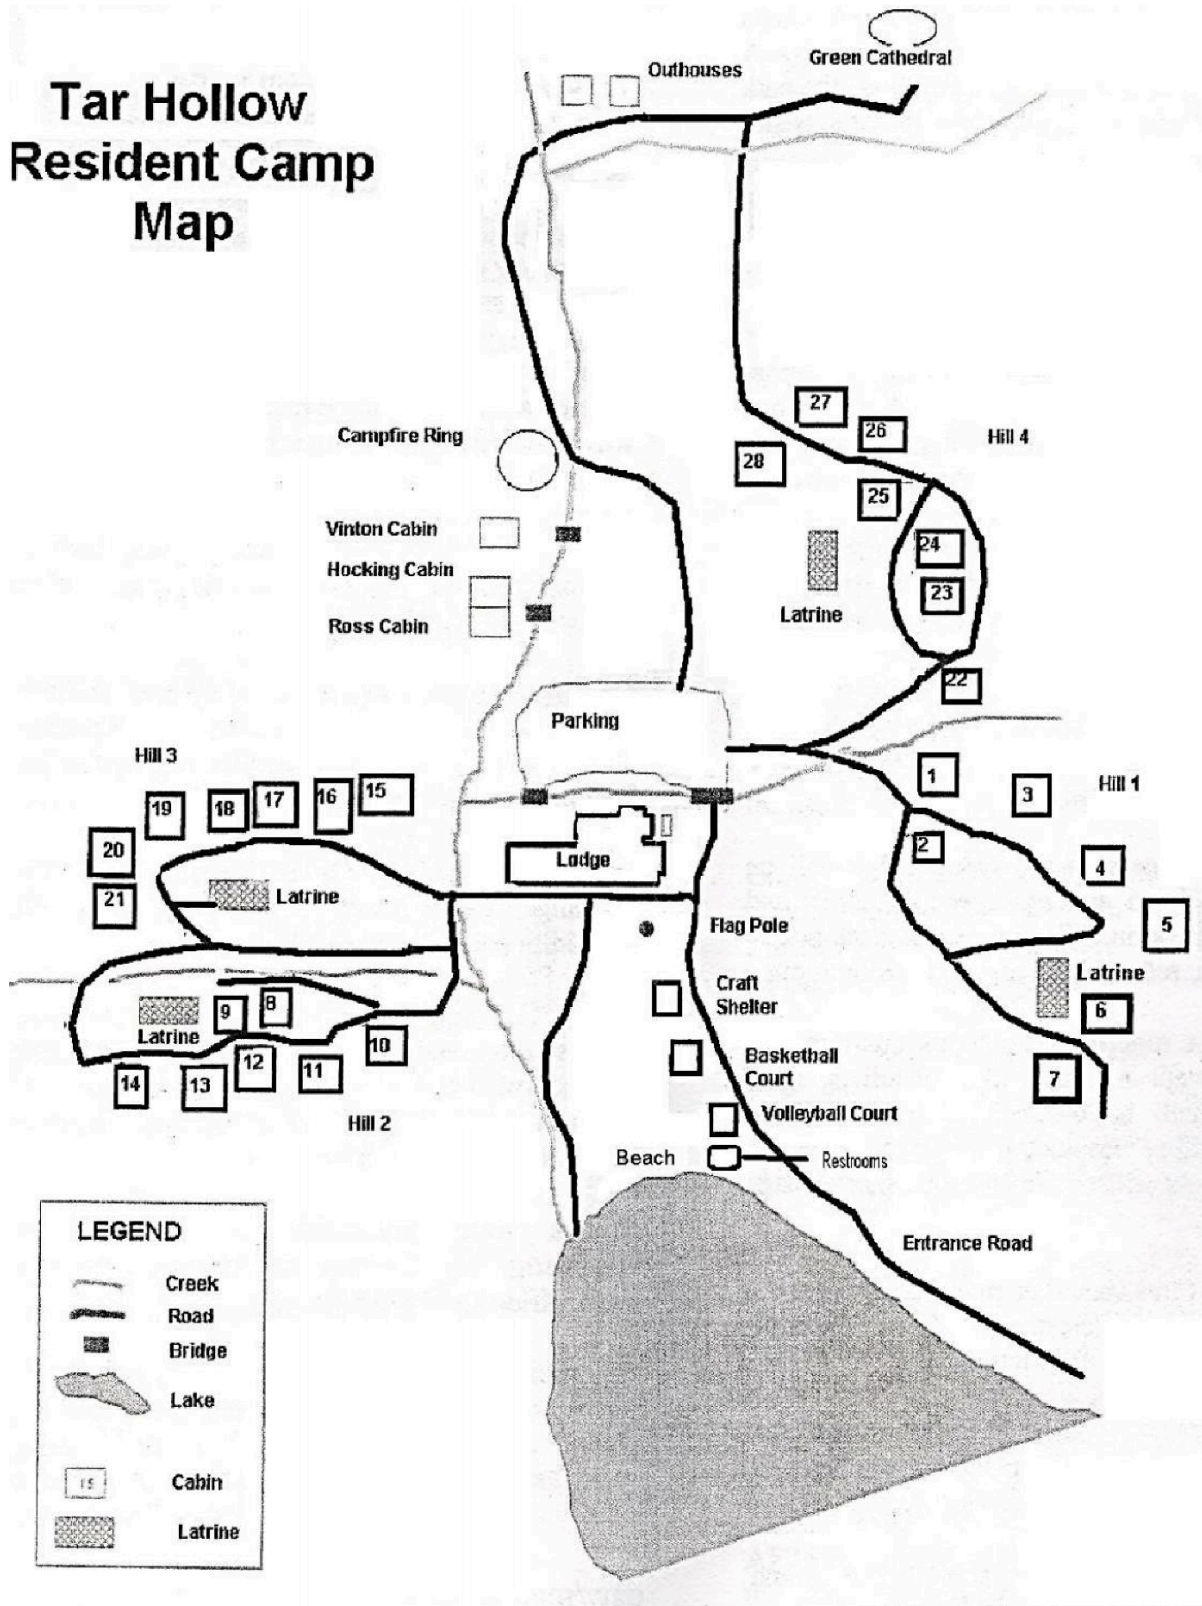 Tar Hollow
Resident Camp
Map
Outhouses
Green Cathedral
27
26
Hill 4
28
25
24
23
Latrine
22
Campfire Ring
Vinton Cabin
Hocking Cabin
Ross Cabin
Parking
Hill 3
19
18
17
16
15
20
21
Latrine
Lodge
1
3
Hill 1
2
4
5
Latrine
6
7
Flag Pole
Craft
Shelter
Basketball
Court
Volleyball Court
Beach
Restrooms
Entrance Road
9
8
Latrine
10
14
13
12
11
Hill 2
LEGEND
Creek
Road
Bridge
Lake
15
Cabin
Latrine